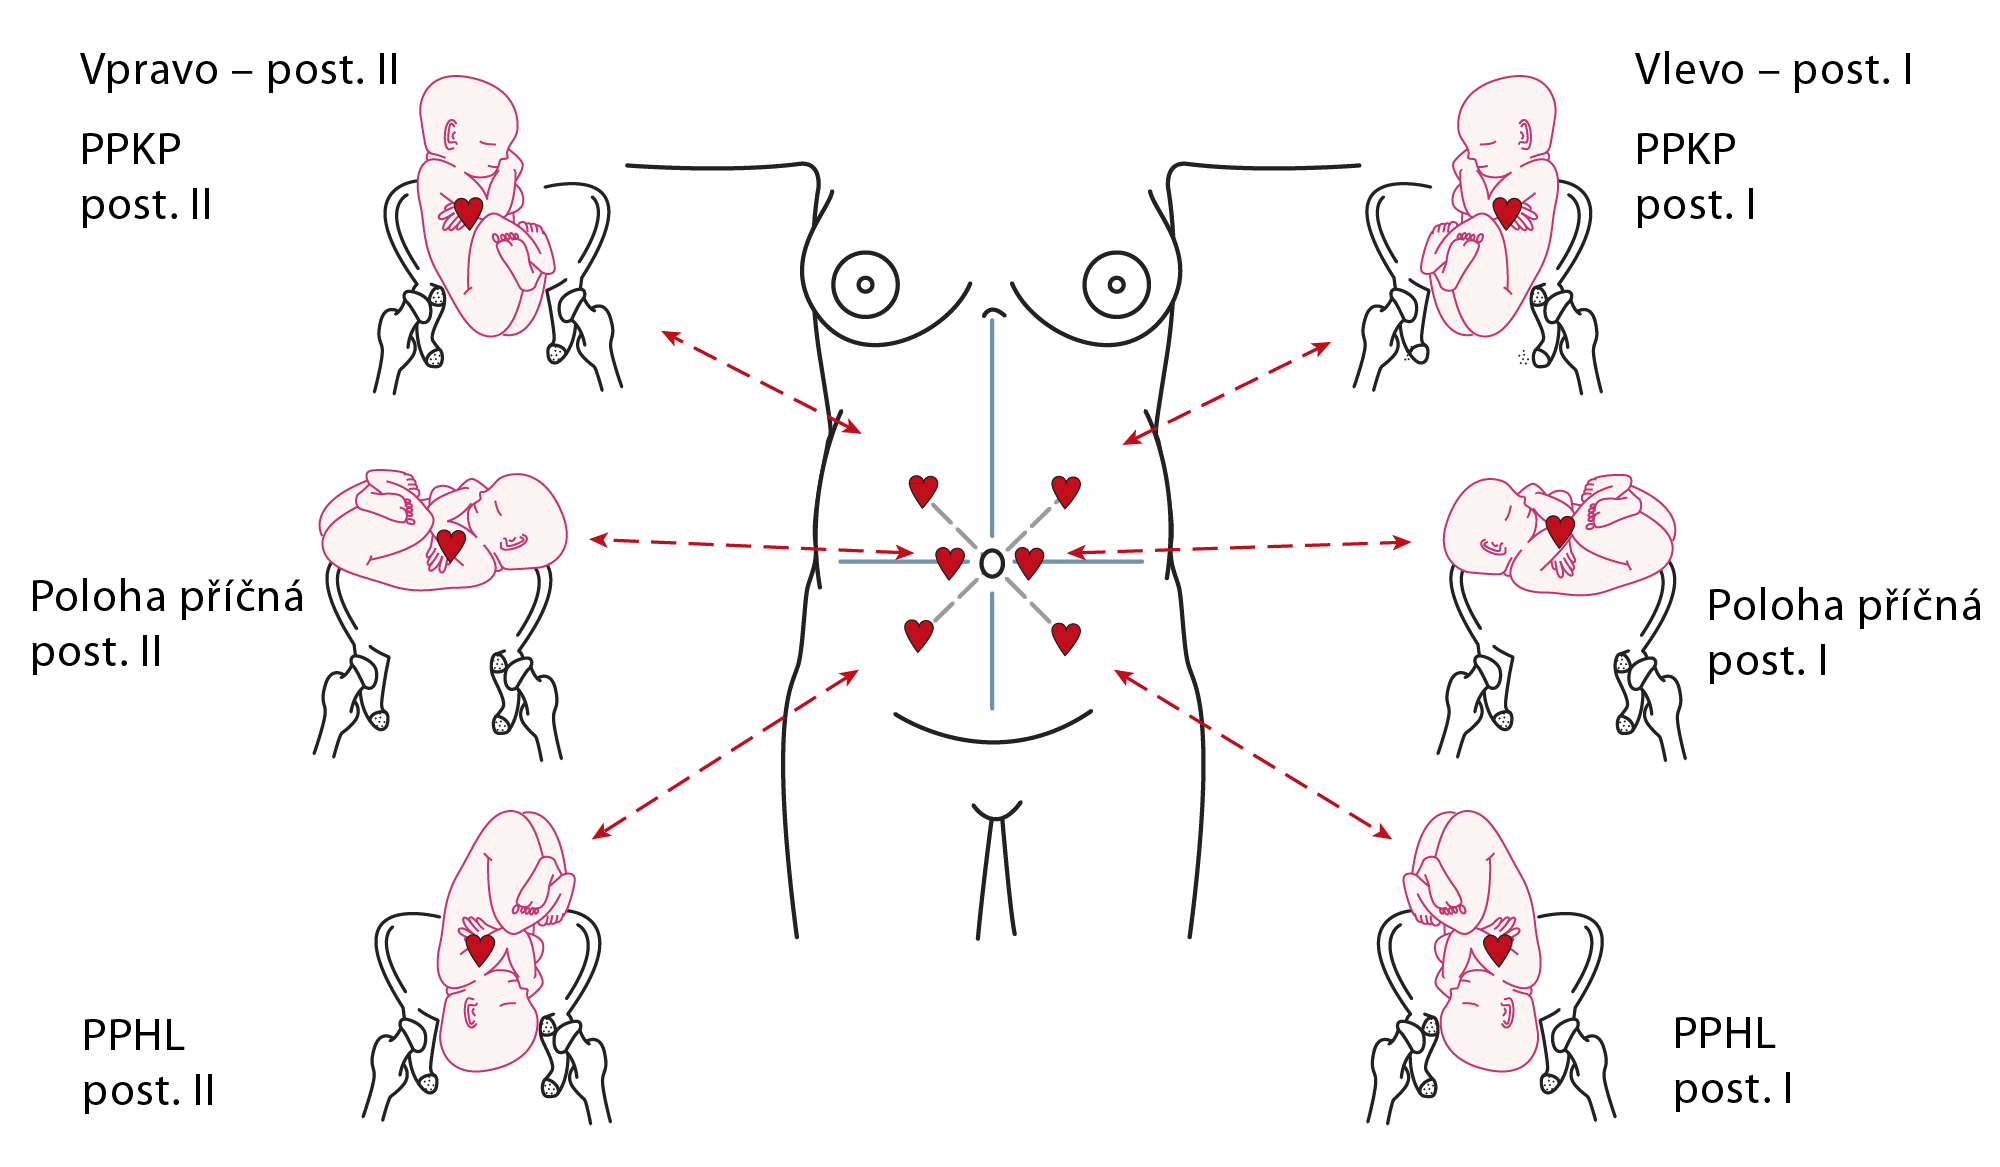 Vpravo – post. II
PPKP
post. II
Vlevo – post. I
PPKP
post. I
Poloha příčná
post. II
Poloha příčná
post. I
PPHL
post. II
PPHL
post. I